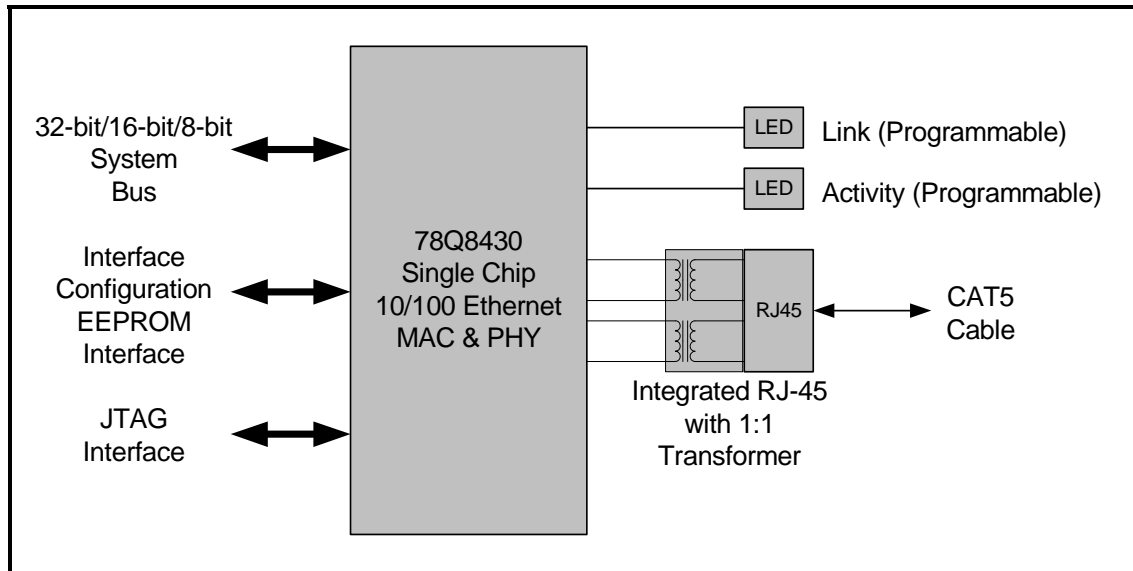 32-bit/16-bit/8-bit
System
Bus
Interface
Configuration
EEPROM
Interface
JTAG
Interface
78Q8430
Single Chip
10/100 Ethernet
MAC & PHY
LED
Link (Programmable)
LED
Activity (Programmable)
RJ45
CAT5
Cable
Integrated RJ-45
with 1:1
Transformer